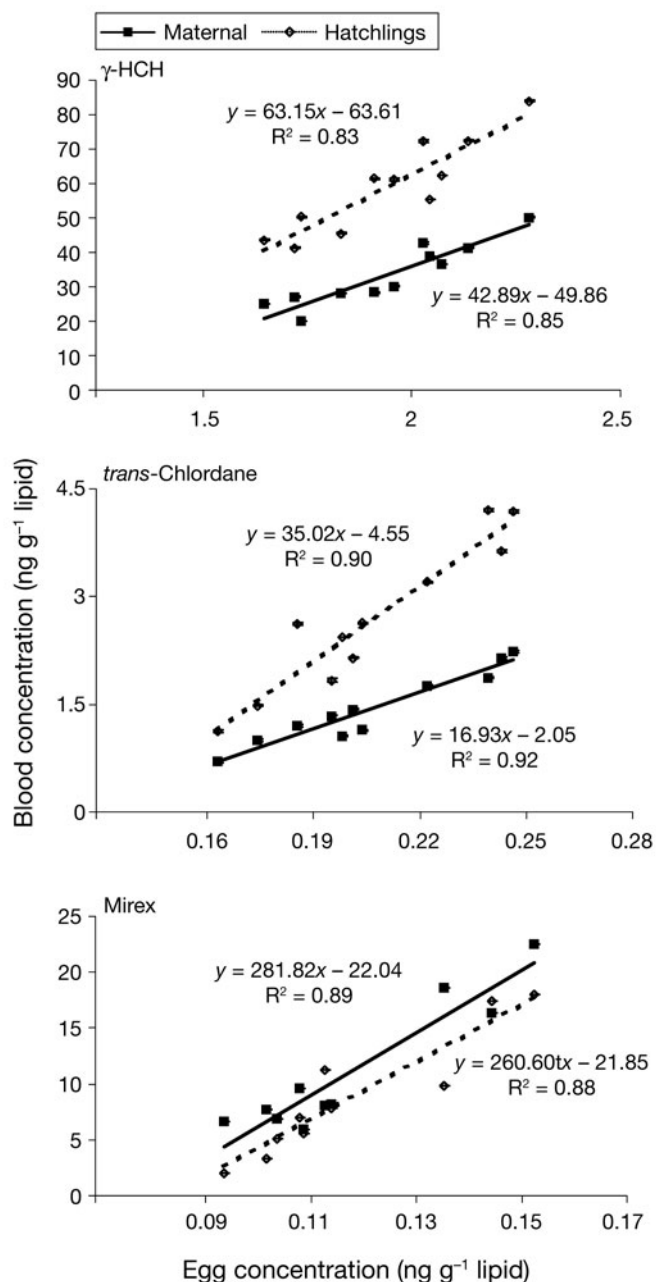 Maternal Hatchlings
γ-HCH
90
80
70
60
50
40
30
20
10
0
y = 63.15x – 63.61
R² = 0.83
y = 42.89x – 49.86
R² = 0.85
1.5 2 2.5
trans-Chlordane
4.5
3
1.5
0
y = 35.02x – 4.55
R² = 0.90
y = 16.93x – 2.05
R² = 0.92
0.16 0.19 0.22 0.25 0.28
Blood concentration (ng g⁻¹ lipid)
Mirex
25
20
15
10
5
0
y = 281.82x – 22.04
R² = 0.89
y = 260.60tx – 21.85
R² = 0.88
0.09 0.11 0.13 0.15 0.17
Egg concentration (ng g⁻¹ lipid)